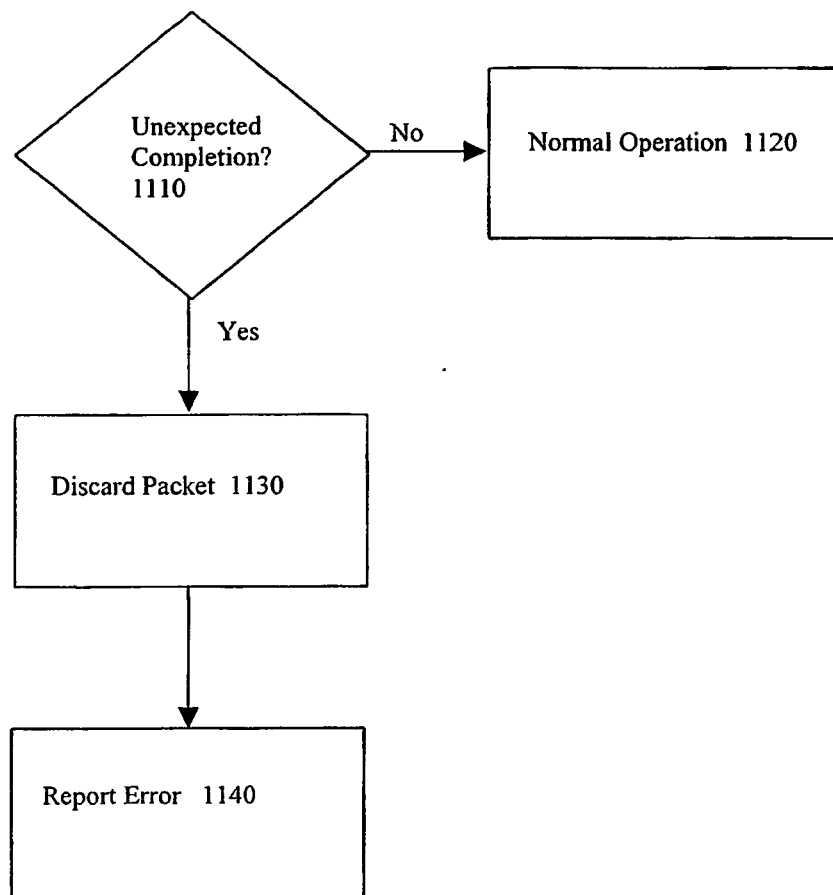 Unexpected
Completion?
1110
No
Normal Operation 1120
Yes
Discard Packet 1130
Report Error 1140